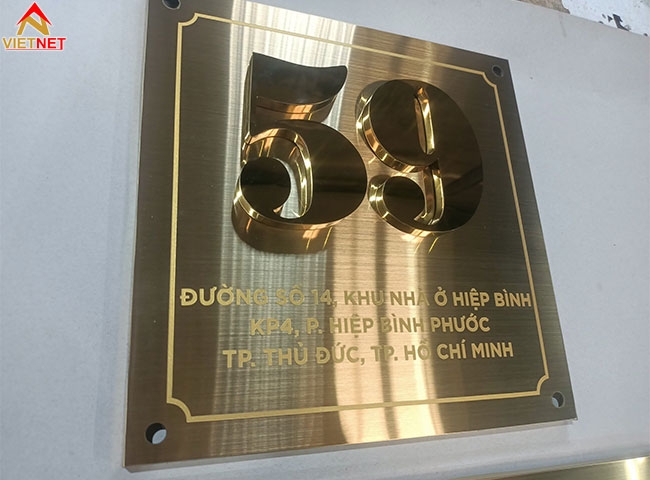 VIETNET
59
ĐƯỜNG SỐ 14, KHU NHÀ Ở HIỆP BÌNH
KP4, P. HIỆP BÌNH PHƯỚC
TP. THỦ ĐỨC, TP. HỒ CHÍ MINH